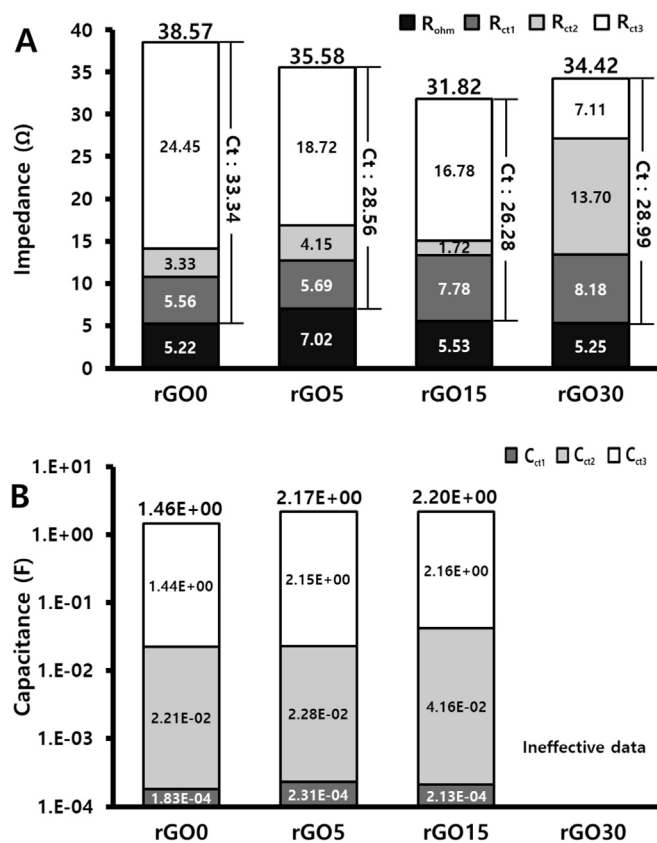 A
R_ohm R_ct1 R_ct2 R_ct3
Impedance (Ω)
40
35
30
25
20
15
10
5
0
38.57
24.45
3.33
5.56
5.22
Ct : 33.34
35.58
18.72
4.15
5.69
7.02
Ct : 28.56
31.82
16.78
1.72
7.78
5.53
Ct : 26.28
34.42
7.11
13.70
8.18
5.25
Ct : 28.99
rGO0 rGO5 rGO15 rGO30
B
C_ct1 C_ct2 C_ct3
Capacitance (F)
1.E+01
1.E+00
1.E-01
1.E-02
1.E-03
1.E-04
1.46E+00
1.44E+00
2.21E-02
1.83E-04
2.17E+00
2.15E+00
2.28E-02
2.31E-04
2.20E+00
2.16E+00
4.16E-02
2.13E-04
Ineffective data
rGO0 rGO5 rGO15 rGO30